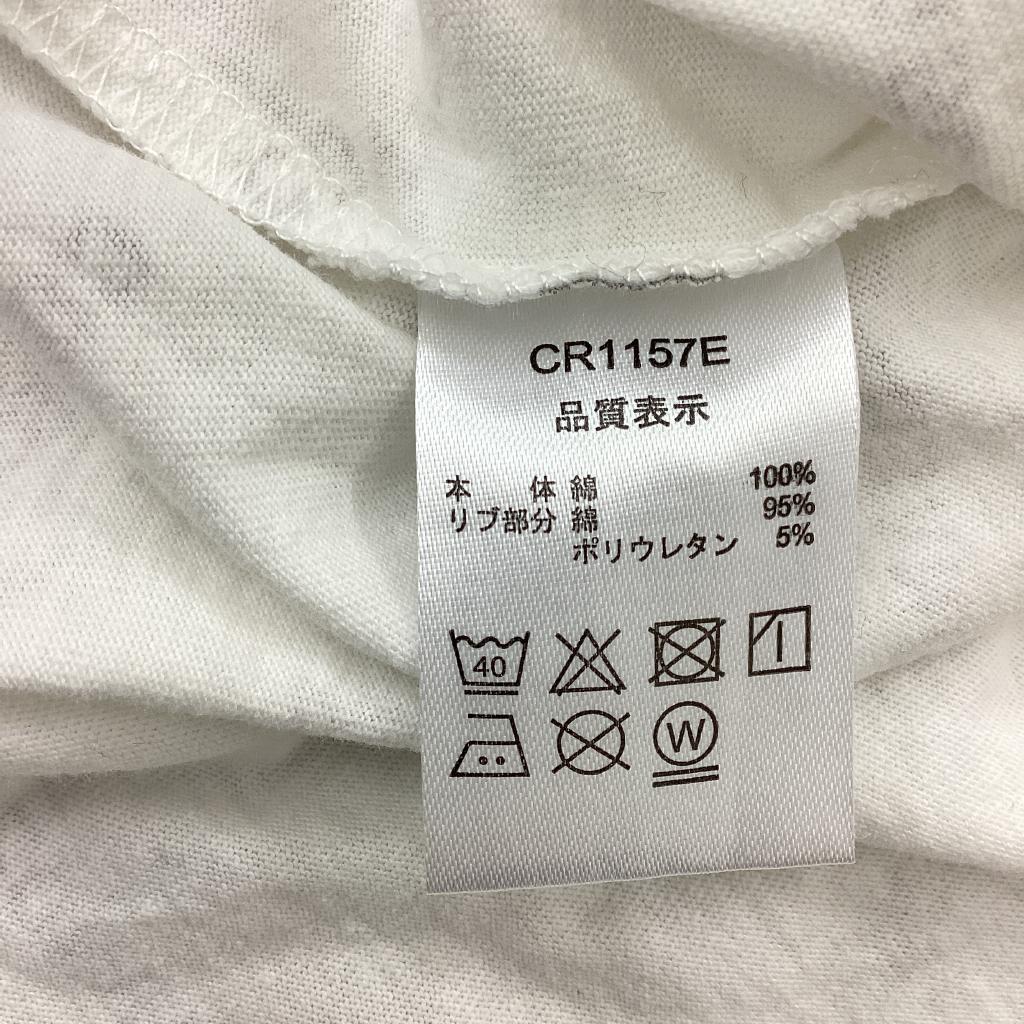 CR1157E
品質表示
本 体 綿 100%
リブ部分 綿 95%
ポリウレタン 5%
40
W